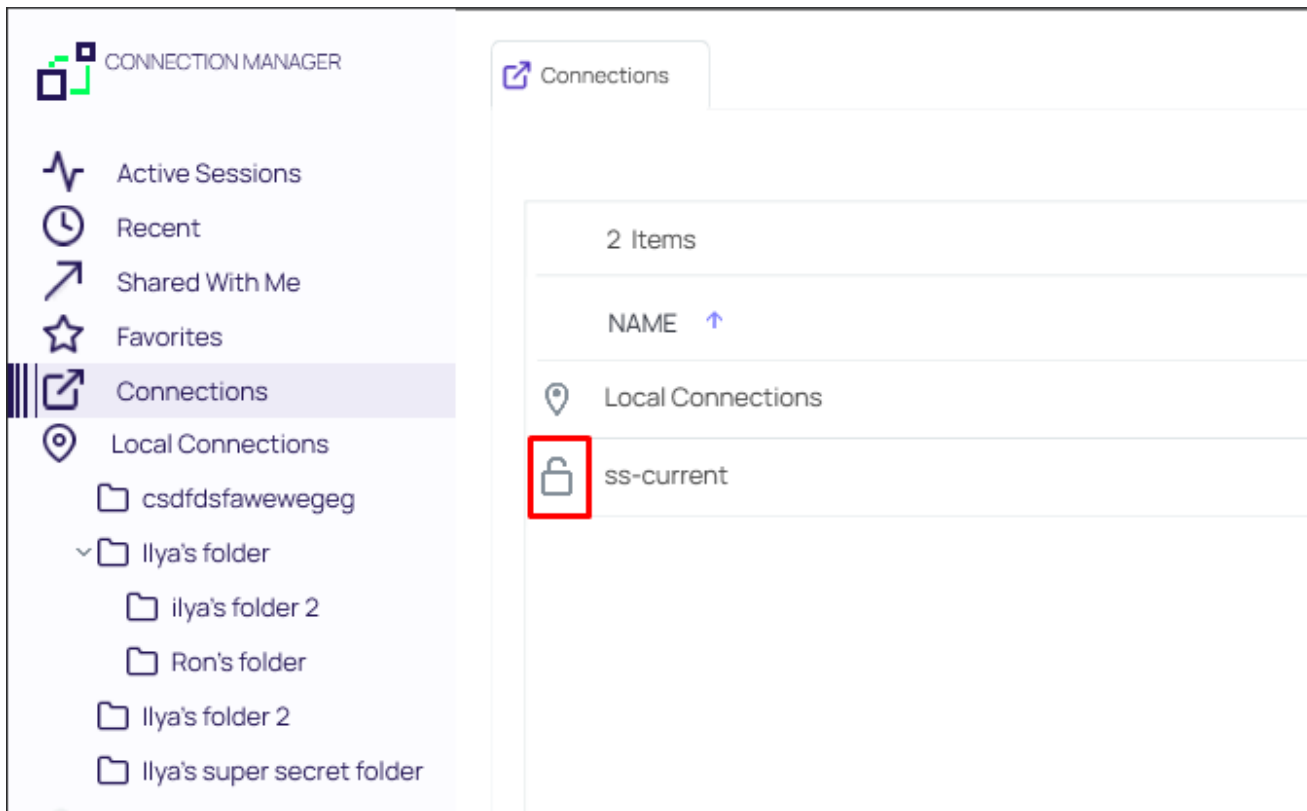 CONNECTION MANAGER
Active Sessions
Recent
Shared With Me
Favorites
Connections
Local Connections
csdfdsfawewegeg
Ilya's folder
ilya's folder 2
Ron's folder
Ilya's folder 2
Ilya's super secret folder
Connections
2 Items
NAME
Local Connections
ss-current